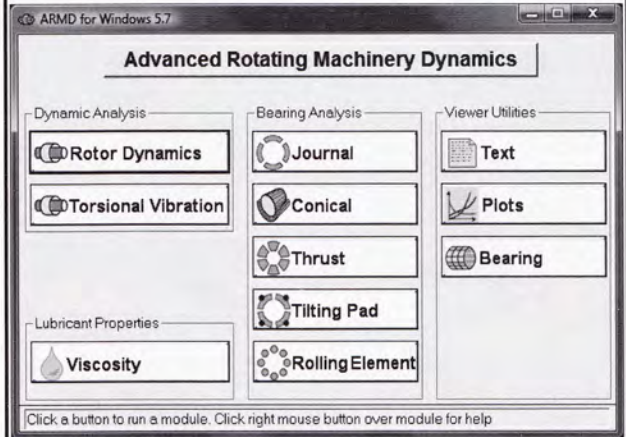 ARMD for Windows 5.7
Advanced Rotating Machinery Dynamics
Dynamic Analysis
Rotor Dynamics
Torsional Vibration
Lubricant Properties
Viscosity
Bearing Analysis
Journal
Conical
Thrust
Tilting Pad
Rolling Element
Viewer Utilities
Text
Plots
Bearing
Click a button to run a module. Click right mouse button over module for help